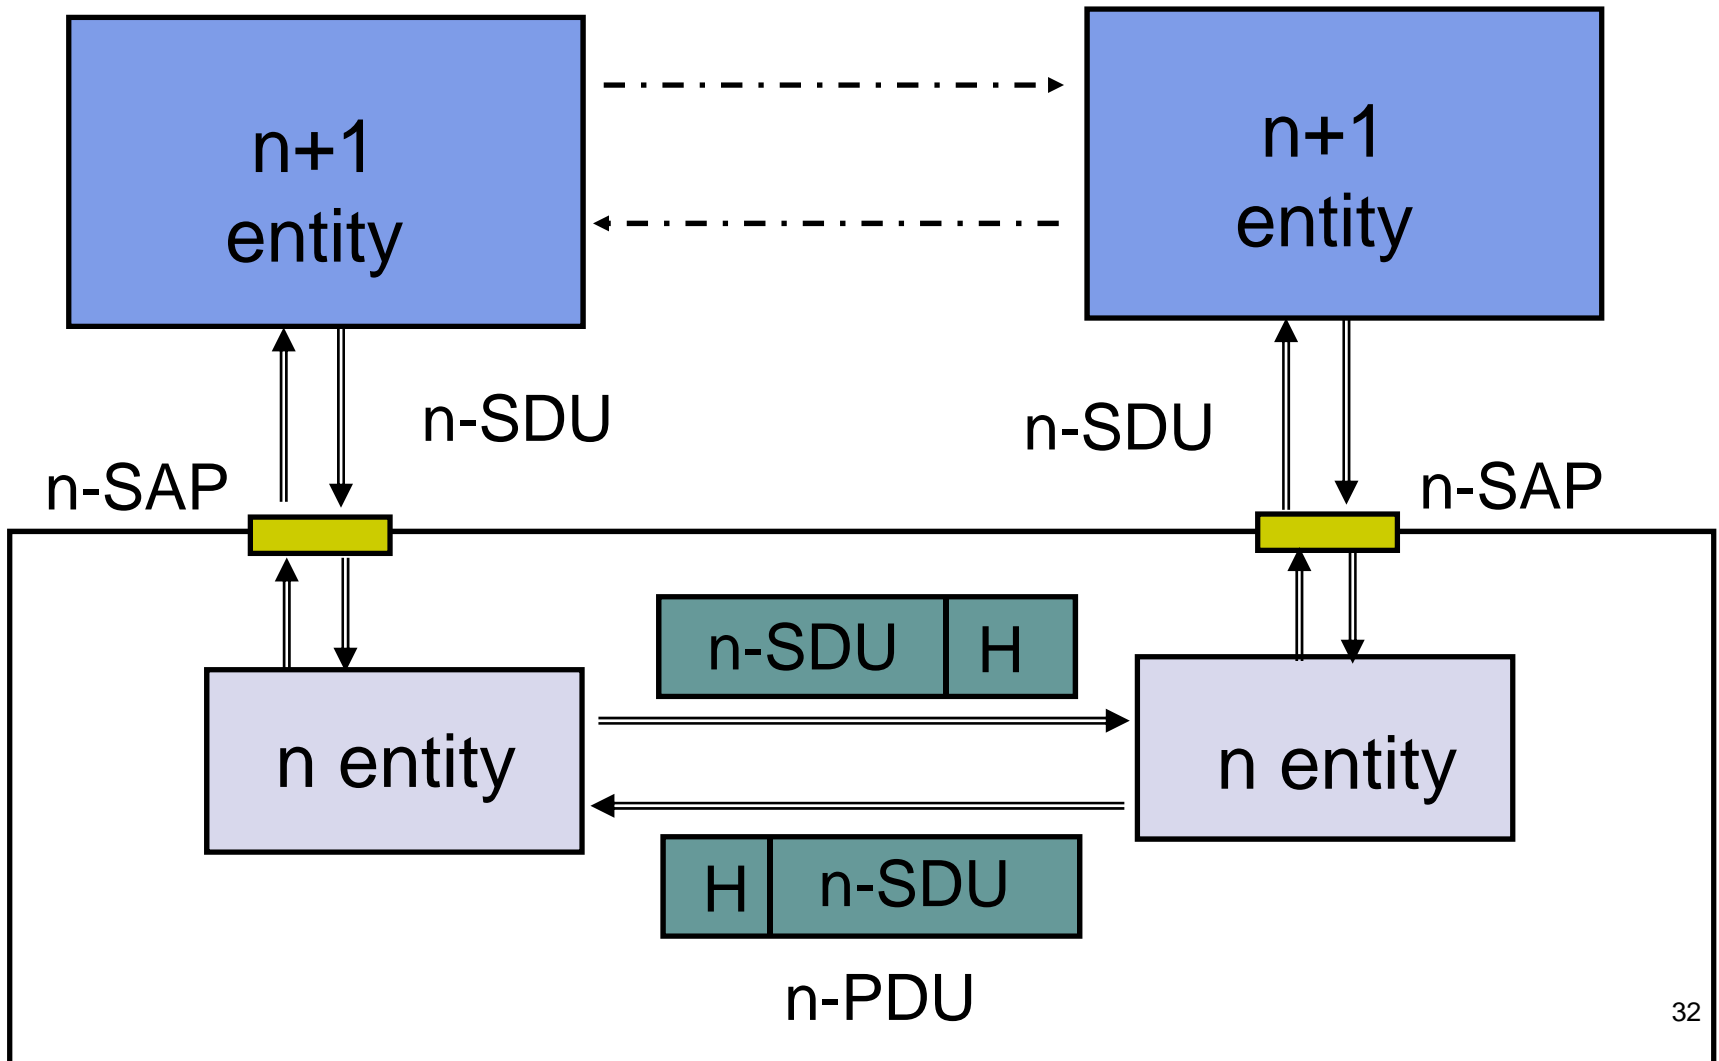 n+1
entity
n+1
entity
n-SDU
n-SDU
n-SAP
n-SAP
n-SDU H
n entity
n entity
H n-SDU
n-PDU
32